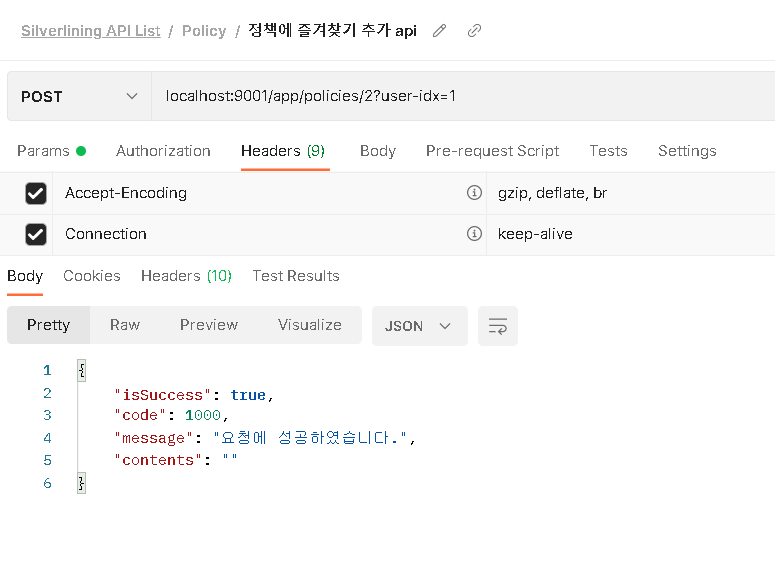 Silverlining API List / Policy / 정책에 즐겨찾기 추가 api
POST localhost:9001/app/policies/2?user-idx=1
Params Authorization Headers (9) Body Pre-request Script Tests Settings
Accept-Encoding gzip, deflate, br
Connection keep-alive
Body Cookies Headers (10) Test Results
Pretty Raw Preview Visualize JSON
1 {
2 "isSuccess": true,
3 "code": 1000,
4 "message": "요청에 성공하였습니다.",
5 "contents": ""
6 }